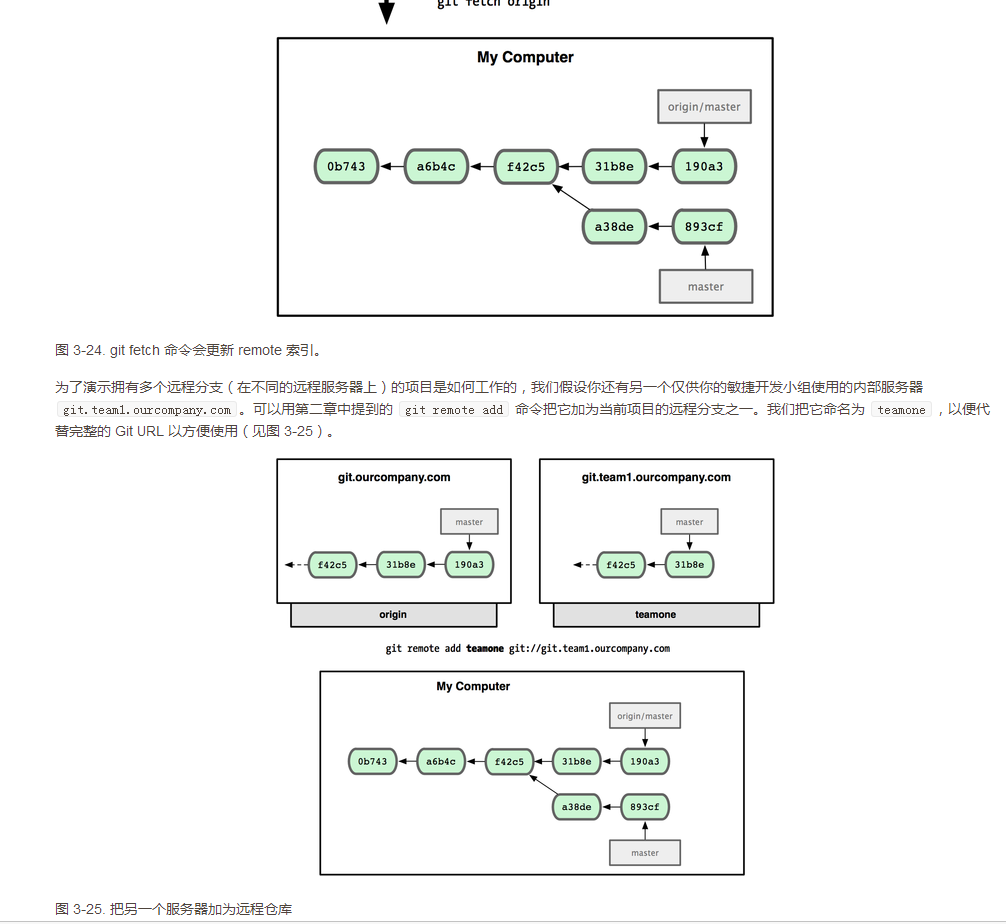 git fetch origin
My Computer
origin/master
0b743 a6b4c f42c5 31b8e 190a3
a38de 893cf
master
图 3-24. git fetch 命令会更新 remote 索引。
为了演示拥有多个远程分支（在不同的远程服务器上）的项目是如何工作的，我们假设你还有另一个仅供你的敏捷开发小组使用的内部服务器
git.team1.ourcompany.com 。可以用第二章中提到的 git remote add 命令把它加为当前项目的远程分支之一。我们把它命名为 teamone ，以便代
替完整的 Git URL 以方便使用（见图 3-25）。
git.ourcompany.com
master
f42c5 31b8e 190a3
origin
git.team1.ourcompany.com
master
f42c5 31b8e
teamone
git remote add teamone git://git.team1.ourcompany.com
My Computer
origin/master
0b743 a6b4c f42c5 31b8e 190a3
a38de 893cf
master
图 3-25. 把另一个服务器加为远程仓库